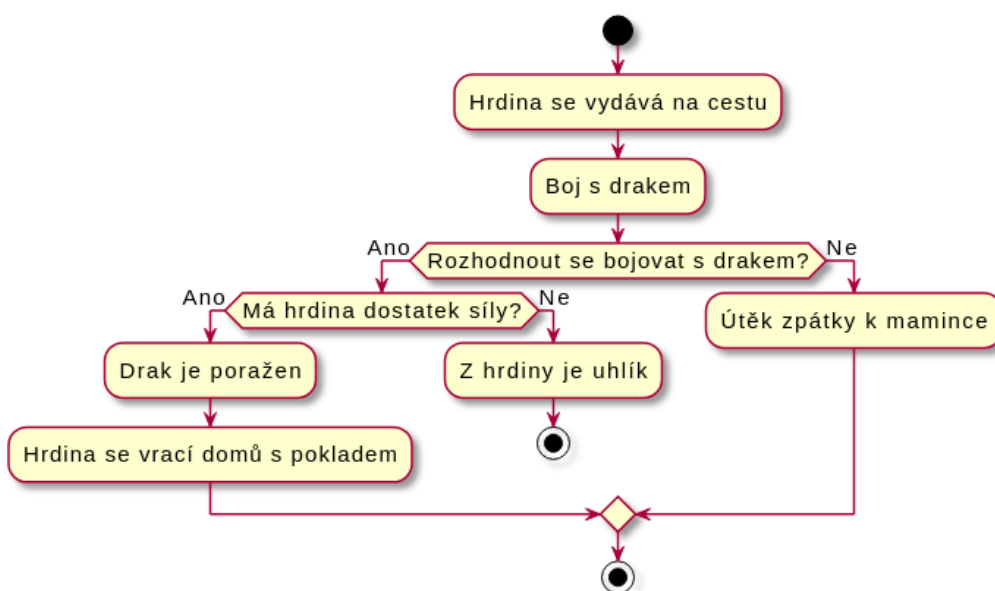 Hrdina se vydává na cestu
Boj s drakem
Ano
Rozhodnout se bojovat s drakem?
Ne
Ano
Má hrdina dostatek síly?
Ne
Útěk zpátky k mamince
Drak je poražen
Z hrdiny je uhlík
Hrdina se vrací domů s pokladem